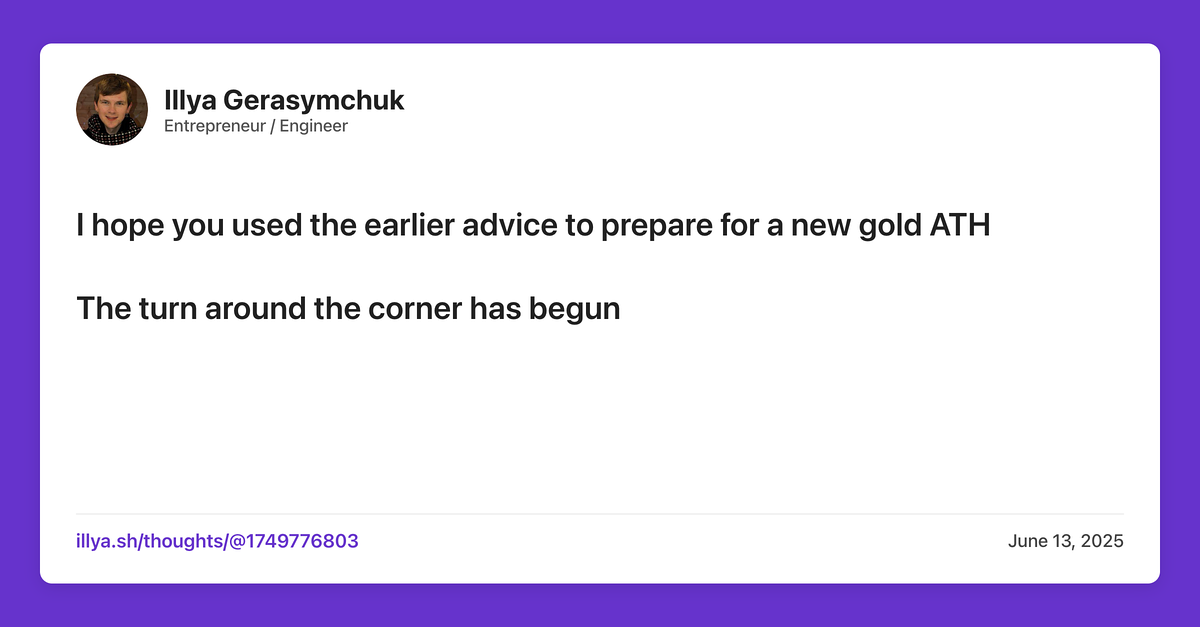 Illya Gerasymchuk
Entrepreneur / Engineer
I hope you used the earlier advice to prepare for a new gold ATH
The turn around the corner has begun
illya.sh/thoughts/@1749776803
June 13, 2025